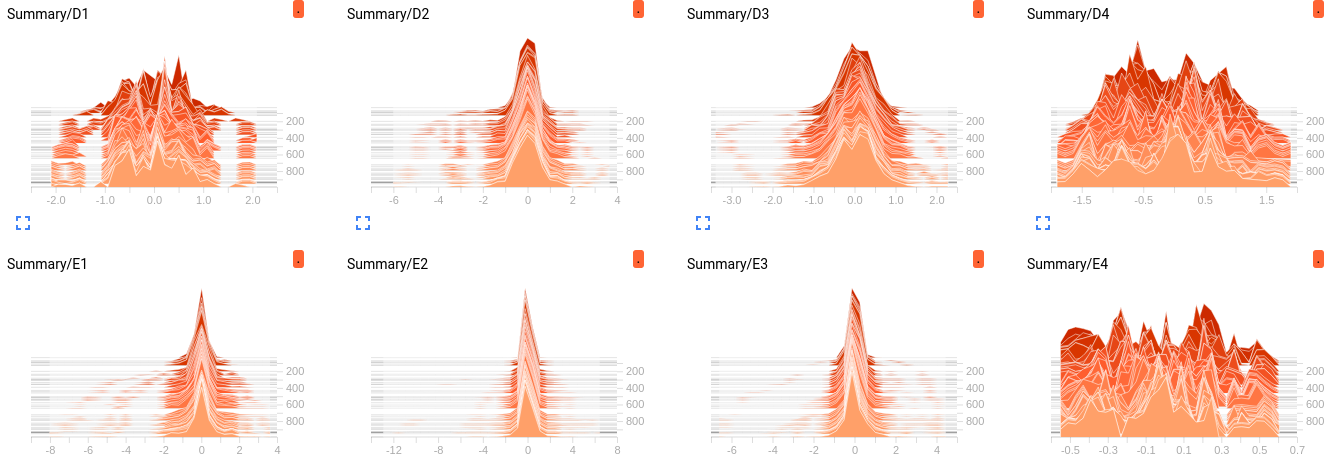 Summary/D1 . Summary/D2 . Summary/D3 . Summary/D4 .
200 200 200 200
400 400 400 400
600 600 600 600
800 800 800 800
-2.0 -1.0 0.0 1.0 2.0 -6 -4 -2 0 2 4 -3.0 -2.0 -1.0 0.0 1.0 2.0 -1.5 -0.5 0.5 1.5
Summary/E1 . Summary/E2 . Summary/E3 . Summary/E4 .
200 200 200 200
400 400 400 400
600 600 600 600
800 800 800 800
-8 -6 -4 -2 0 2 4 -12 -8 -4 0 4 8 -6 -4 -2 0 2 4 -0.5 -0.3 -0.1 0.1 0.3 0.5 0.7